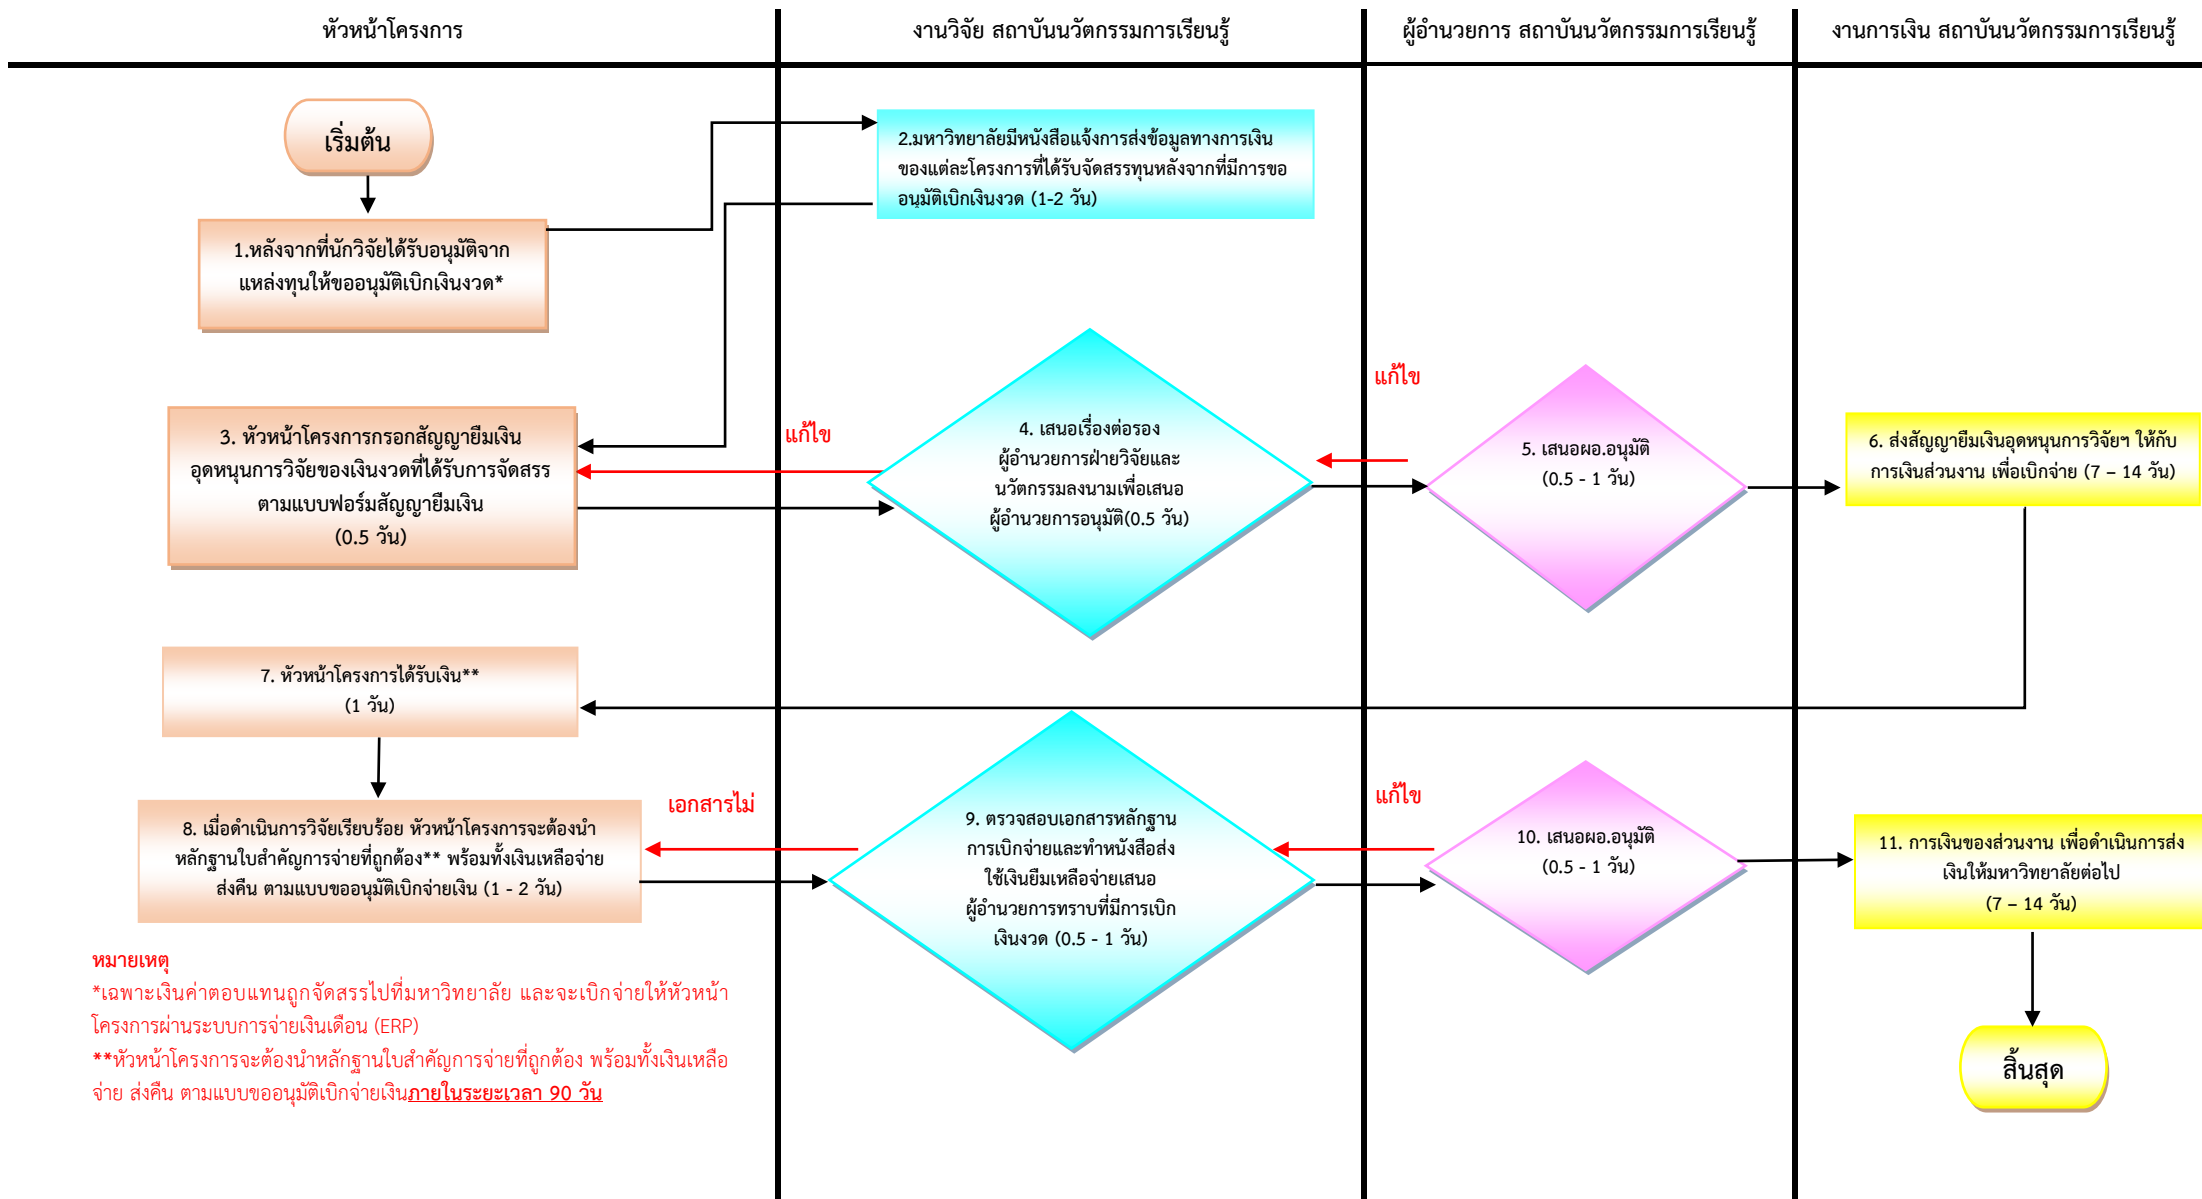 หัวหน้าโครงการ
งานวิจัย สถาบันนวัตกรรมการเรียนรู้
ผู้อำนวยการ สถาบันนวัตกรรมการเรียนรู้
งานการเงิน สถาบันนวัตกรรมการเรียนรู้
เริ่มต้น
1.หลังจากที่นักวิจัยได้รับอนุมัติจาก
แหล่งทุนให้ขออนุมัติเบิกเงินงวด*
2.มหาวิทยาลัยมีหนังสือแจ้งการส่งข้อมูลทางการเงิน
ของแต่ละโครงการที่ได้รับจัดสรรทุนหลังจากที่มีการขอ
อนุมัติเบิกเงินงวด (1-2 วัน)
3. หัวหน้าโครงการกรอกสัญญายืมเงิน
อุดหนุนการวิจัยของเงินงวดที่ได้รับการจัดสรร
ตามแบบฟอร์มสัญญายืมเงิน
(0.5 วัน)
แก้ไข
4. เสนอเรื่องต่อรอง
ผู้อำนวยการฝ่ายวิจัยและ
นวัตกรรมลงนามเพื่อเสนอ
ผู้อำนวยการอนุมัติ(0.5 วัน)
แก้ไข
5. เสนอผอ.อนุมัติ
(0.5 - 1 วัน)
6. ส่งสัญญายืมเงินอุดหนุนการวิจัยฯ ให้กับ
การเงินส่วนงาน เพื่อเบิกจ่าย (7 – 14 วัน)
7. หัวหน้าโครงการได้รับเงิน**
(1 วัน)
8. เมื่อดำเนินการวิจัยเรียบร้อย หัวหน้าโครงการจะต้องนำ
หลักฐานใบสำคัญการจ่ายที่ถูกต้อง** พร้อมทั้งเงินเหลือจ่าย
ส่งคืน ตามแบบขออนุมัติเบิกจ่ายเงิน (1 - 2 วัน)
เอกสารไม่
9. ตรวจสอบเอกสารหลักฐาน
การเบิกจ่ายและทำหนังสือส่ง
ใช้เงินยืมเหลือจ่ายเสนอ
ผู้อำนวยการทราบที่มีการเบิก
เงินงวด (0.5 - 1 วัน)
แก้ไข
10. เสนอผอ.อนุมัติ
(0.5 - 1 วัน)
11. การเงินของส่วนงาน เพื่อดำเนินการส่ง
เงินให้มหาวิทยาลัยต่อไป
(7 – 14 วัน)
สิ้นสุด
หมายเหตุ
*เฉพาะเงินค่าตอบแทนถูกจัดสรรไปที่มหาวิทยาลัย และจะเบิกจ่ายให้หัวหน้า
โครงการผ่านระบบการจ่ายเงินเดือน (ERP)
**หัวหน้าโครงการจะต้องนำหลักฐานใบสำคัญการจ่ายที่ถูกต้อง พร้อมทั้งเงินเหลือ
จ่าย ส่งคืน ตามแบบขออนุมัติเบิกจ่ายเงินภายในระยะเวลา 90 วัน